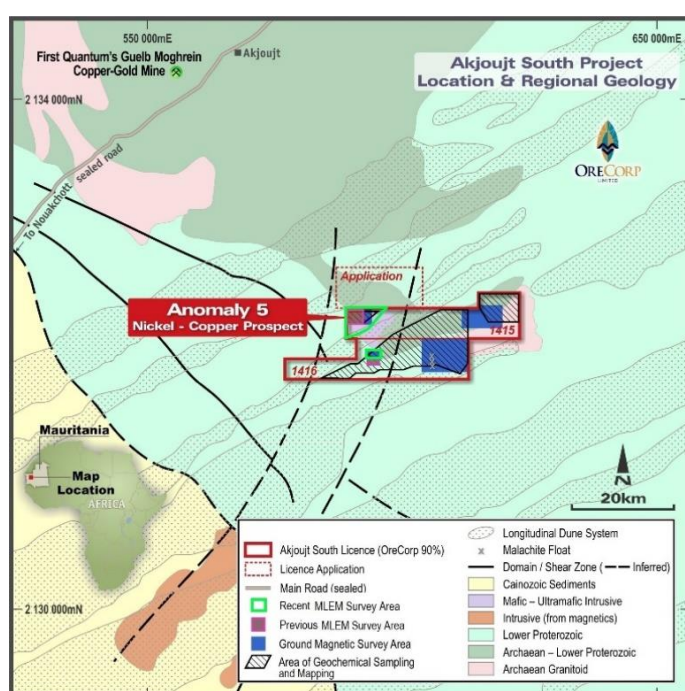 550 000mE
650 000mE
First Quantum's Guelb Moghrein
Copper-Gold Mine
Akjoujt
Akjoujt South Project
Location & Regional Geology
2 134 000mN
ORECORP
LIMITED
To Nouakchott sealed road
Application
Anomaly 5
Nickel - Copper Prospect
1415
1416
Mauritania
Map
Location
AFRICA
N
20km
2 130 000mN
Akjoujt South Licence (OreCorp 90%)
Licence Application
Main Road (sealed)
Recent MLEM Survey Area
Previous MLEM Survey Area
Ground Magnetic Survey Area
Area of Geochemical Sampling
and Mapping
Longitudinal Dune System
x Malachite Float
Domain / Shear Zone ( Inferred)
Cainozoic Sediments
Mafic – Ultramafic Intrusive
Intrusive (from magnetics)
Lower Proterozoic
Archaean – Lower Proterozoic
Archaean Granitoid